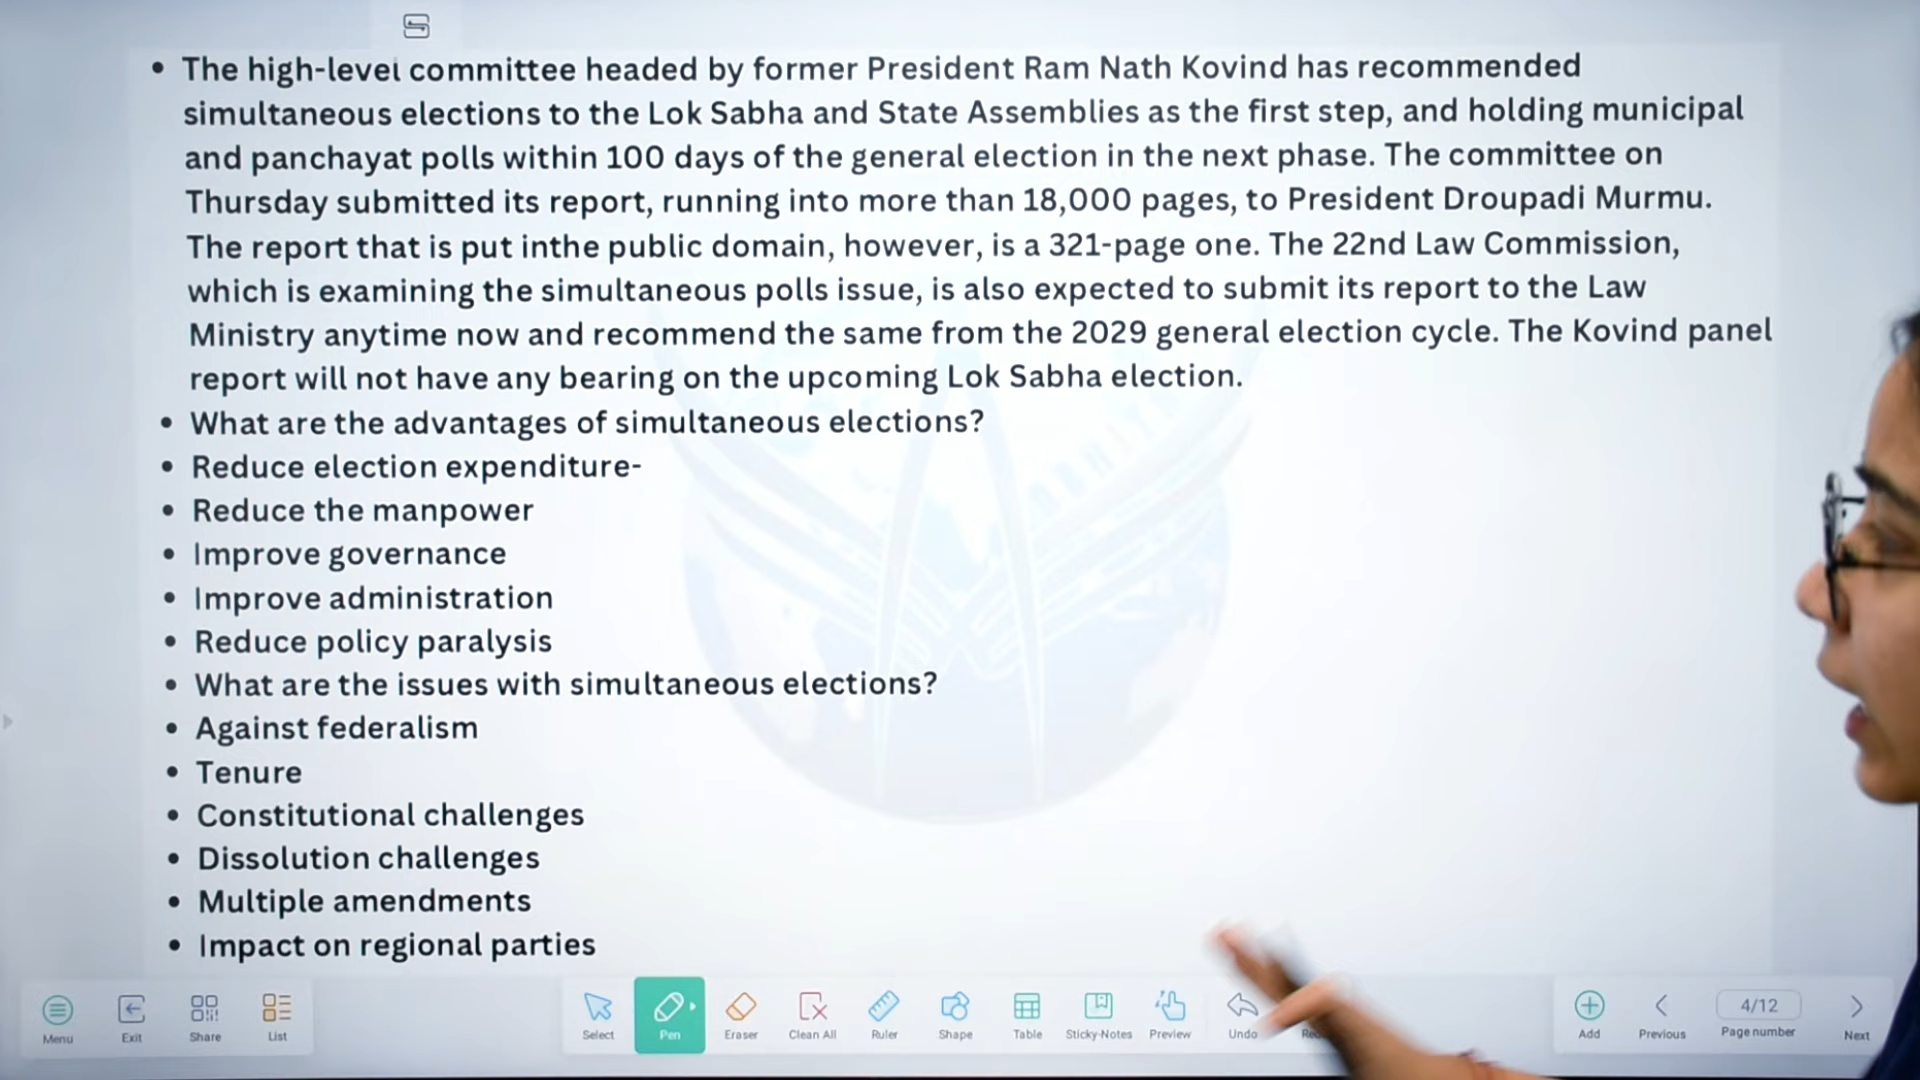 • The high-level committee headed by former President Ram Nath Kovind has recommended
simultaneous elections to the Lok Sabha and State Assemblies as the first step, and holding municipal
and panchayat polls within 100 days of the general election in the next phase. The committee on
Thursday submitted its report, running into more than 18,000 pages, to President Droupadi Murmu.
The report that is put inthe public domain, however, is a 321-page one. The 22nd Law Commission,
which is examining the simultaneous polls issue, is also expected to submit its report to the Law
Ministry anytime now and recommend the same from the 2029 general election cycle. The Kovind panel
report will not have any bearing on the upcoming Lok Sabha election.
• What are the advantages of simultaneous elections?
• Reduce election expenditure-
• Reduce the manpower
• Improve governance
• Improve administration
• Reduce policy paralysis
• What are the issues with simultaneous elections?
• Against federalism
• Tenure
• Constitutional challenges
• Dissolution challenges
• Multiple amendments
• Impact on regional parties
Menu Exit Share List Select Pen Eraser Clean All Ruler Shape Table Sticky-Notes Preview Undo Add Previous 4/12 Page number Next